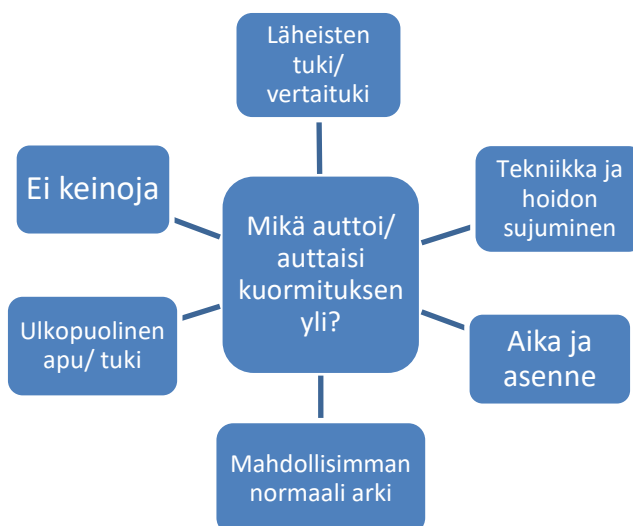 Läheisten
tuki/
vertaituki
Ei keinoja
Tekniikka ja
hoidon
sujuminen
Mikä auttoi/
auttaisi
kuormituksen
yli?
Ulkopuolinen
apu/ tuki
Aika ja
asenne
Mahdollisimman
normaali arki